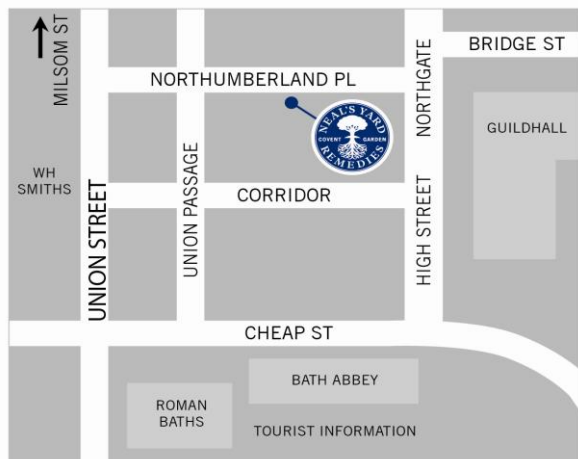 MILSOM ST
BRIDGE ST
NORTHUMBERLAND PL
NORTHGATE
NEAL'S YARD
COVENT GARDEN
REMEDIES
GUILDHALL
WH
SMITHS
UNION STREET
UNION PASSAGE
CORRIDOR
HIGH STREET
CHEAP ST
BATH ABBEY
ROMAN
BATHS
TOURIST INFORMATION